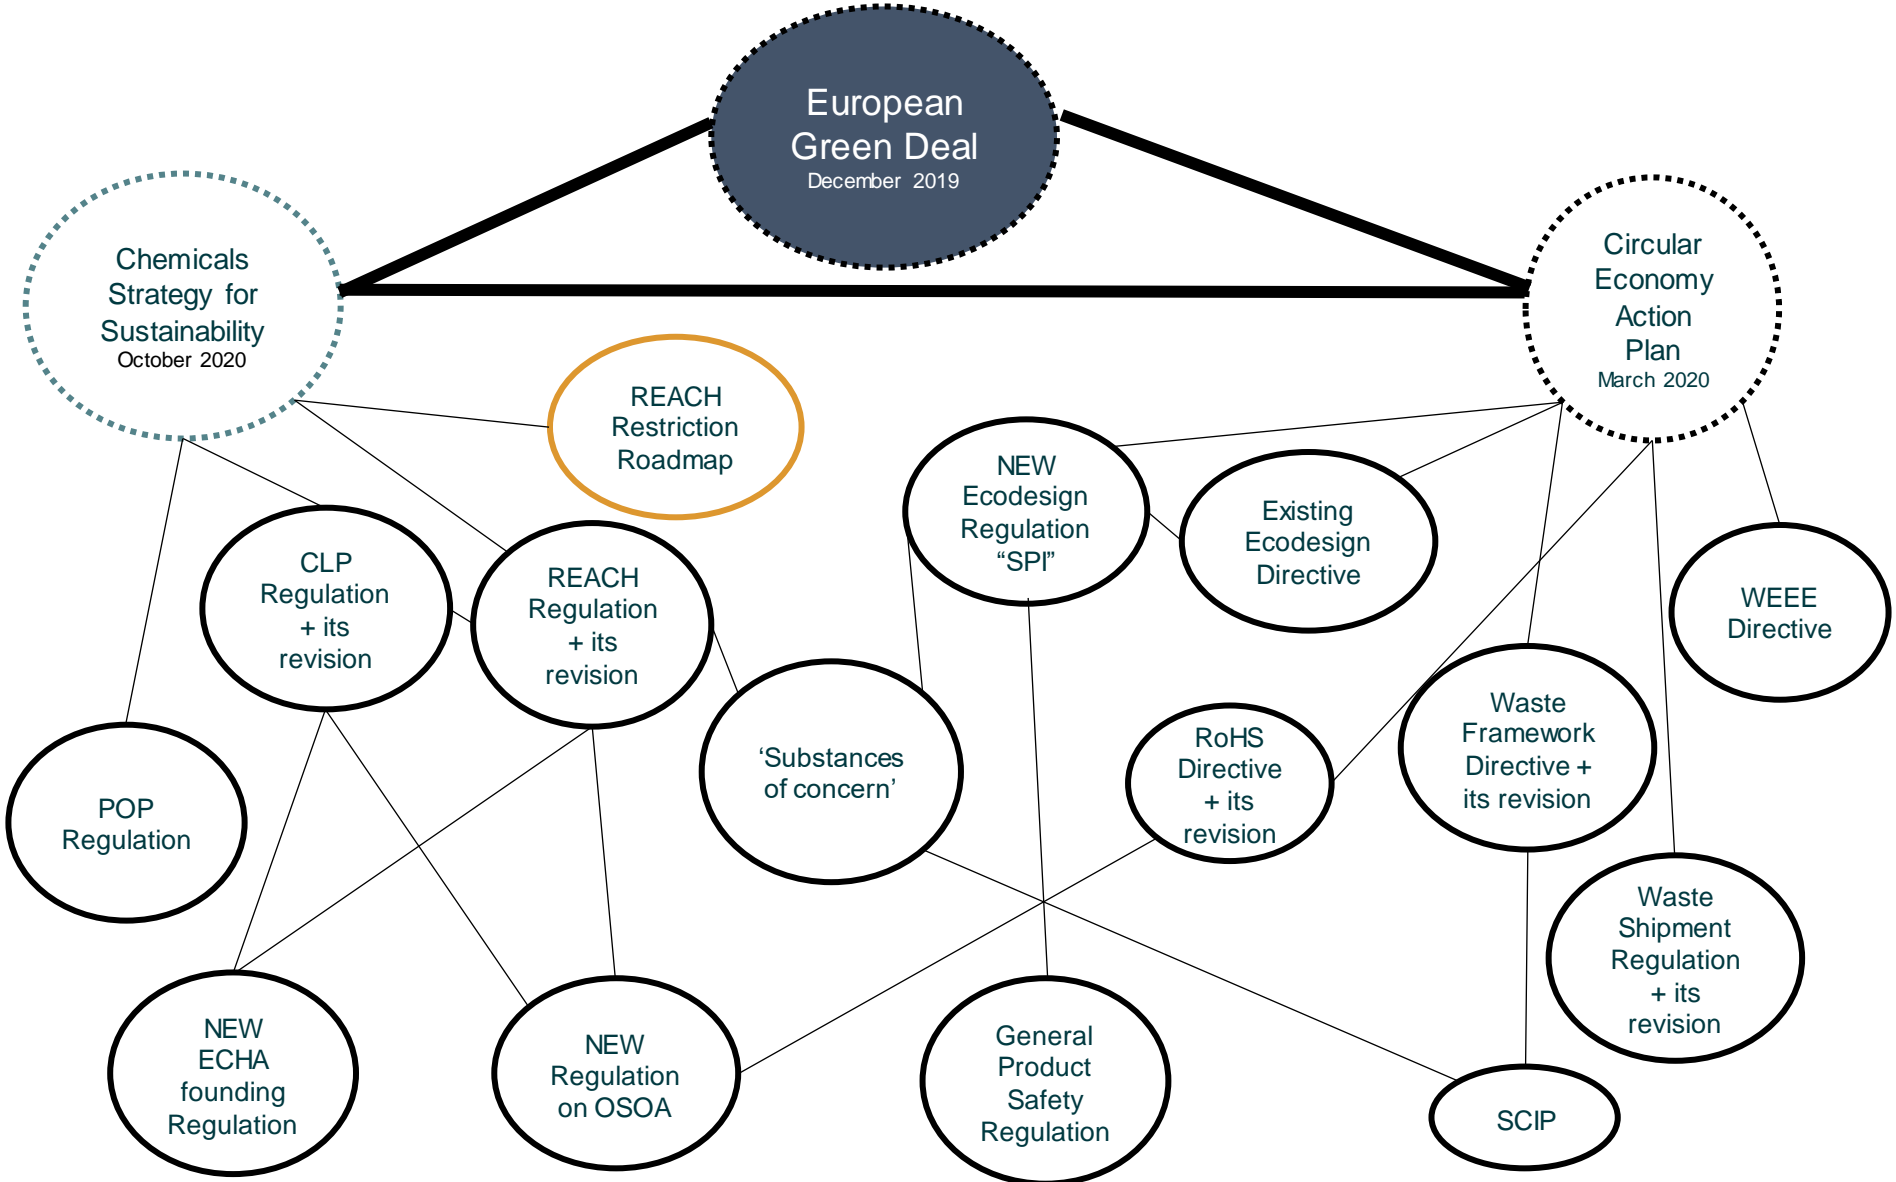 European
Green Deal
December 2019
Chemicals
Strategy for
Sustainability
October 2020
Circular
Economy
Action
Plan
March 2020
REACH
Restriction
Roadmap
NEW
Ecodesign
Regulation
“SPI”
Existing
Ecodesign
Directive
CLP
Regulation
+ its
revision
REACH
Regulation
+ its
revision
WEEE
Directive
‘Substances
of concern’
RoHS
Directive
+ its
revision
Waste
Framework
Directive +
its revision
POP
Regulation
Waste
Shipment
Regulation
+ its
revision
NEW
ECHA
founding
Regulation
NEW
Regulation
on OSOA
General
Product
Safety
Regulation
SCIP